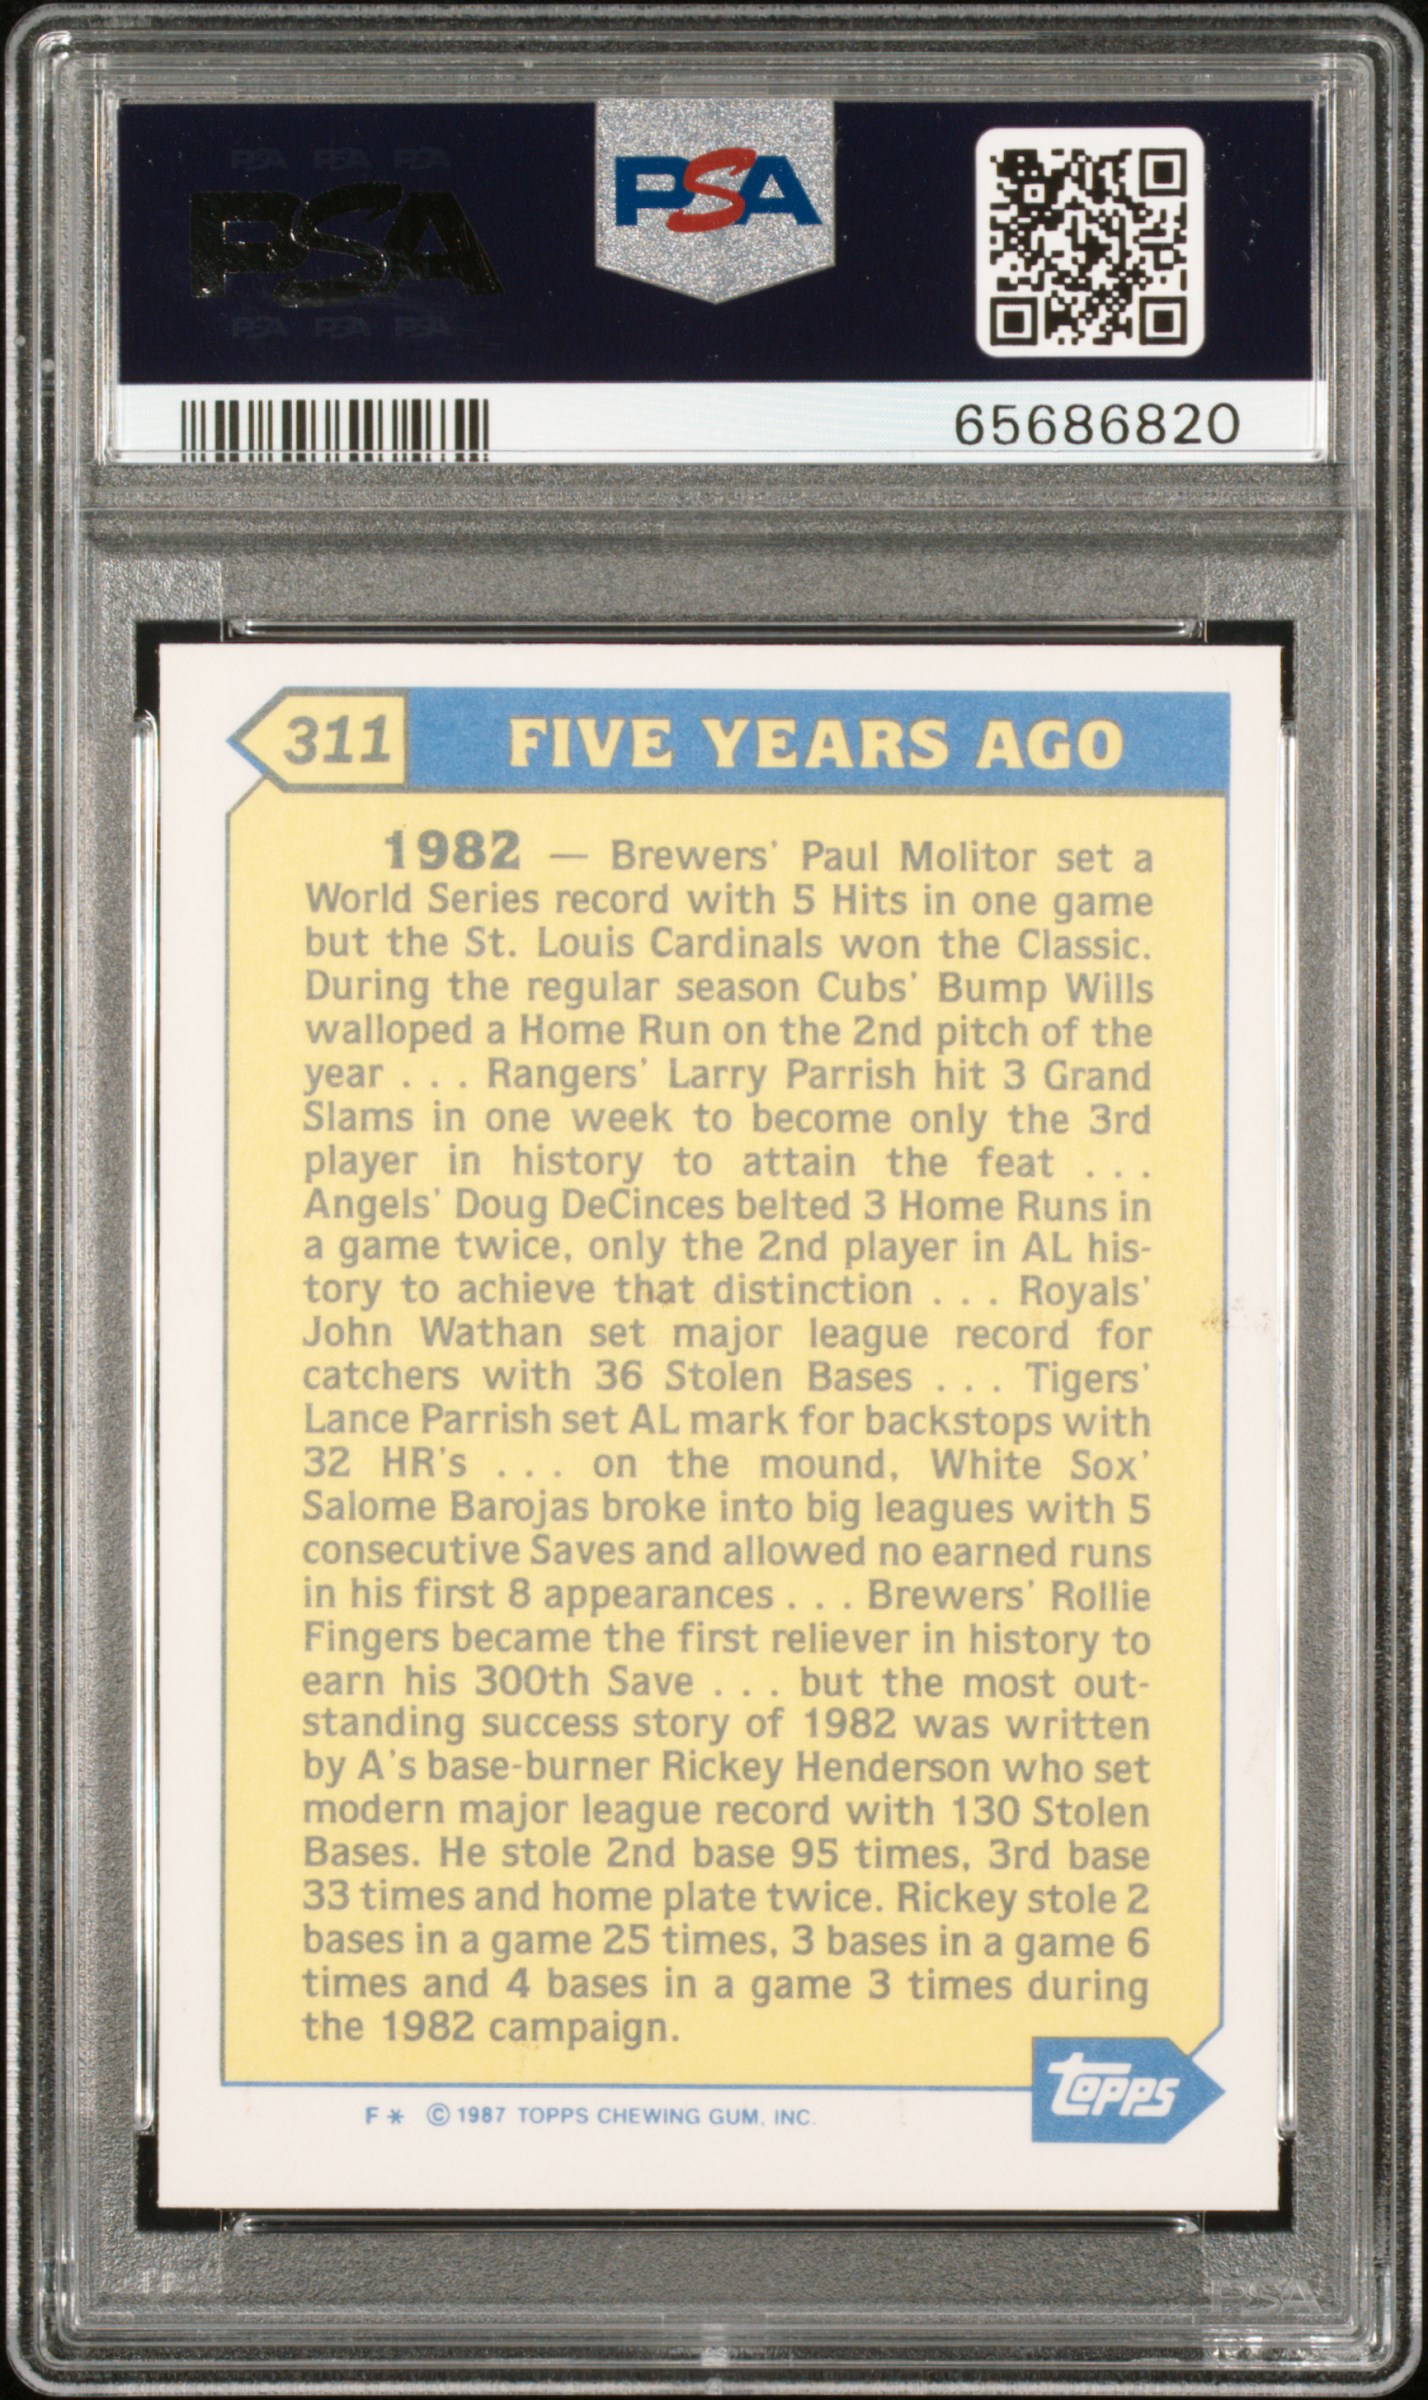 PSA PSA PSA
PSA
PSA PSA PSA
PSA
65686820
311 FIVE YEARS AGO
1982 — Brewers' Paul Molitor set a
World Series record with 5 Hits in one game
but the St. Louis Cardinals won the Classic.
During the regular season Cubs' Bump Wills
walloped a Home Run on the 2nd pitch of the
year . . . Rangers' Larry Parrish hit 3 Grand
Slams in one week to become only the 3rd
player in history to attain the feat . . .
Angels' Doug DeCinces belted 3 Home Runs in
a game twice, only the 2nd player in AL his-
tory to achieve that distinction . . . Royals'
John Wathan set major league record for
catchers with 36 Stolen Bases . . . Tigers'
Lance Parrish set AL mark for backstops with
32 HR's . . . on the mound, White Sox'
Salome Barojas broke into big leagues with 5
consecutive Saves and allowed no earned runs
in his first 8 appearances . . . Brewers' Rollie
Fingers became the first reliever in history to
earn his 300th Save . . . but the most out-
standing success story of 1982 was written
by A's base-burner Rickey Henderson who set
modern major league record with 130 Stolen
Bases. He stole 2nd base 95 times, 3rd base
33 times and home plate twice. Rickey stole 2
bases in a game 25 times, 3 bases in a game 6
times and 4 bases in a game 3 times during
the 1982 campaign.
topps
F * © 1987 TOPPS CHEWING GUM, INC.
PSA